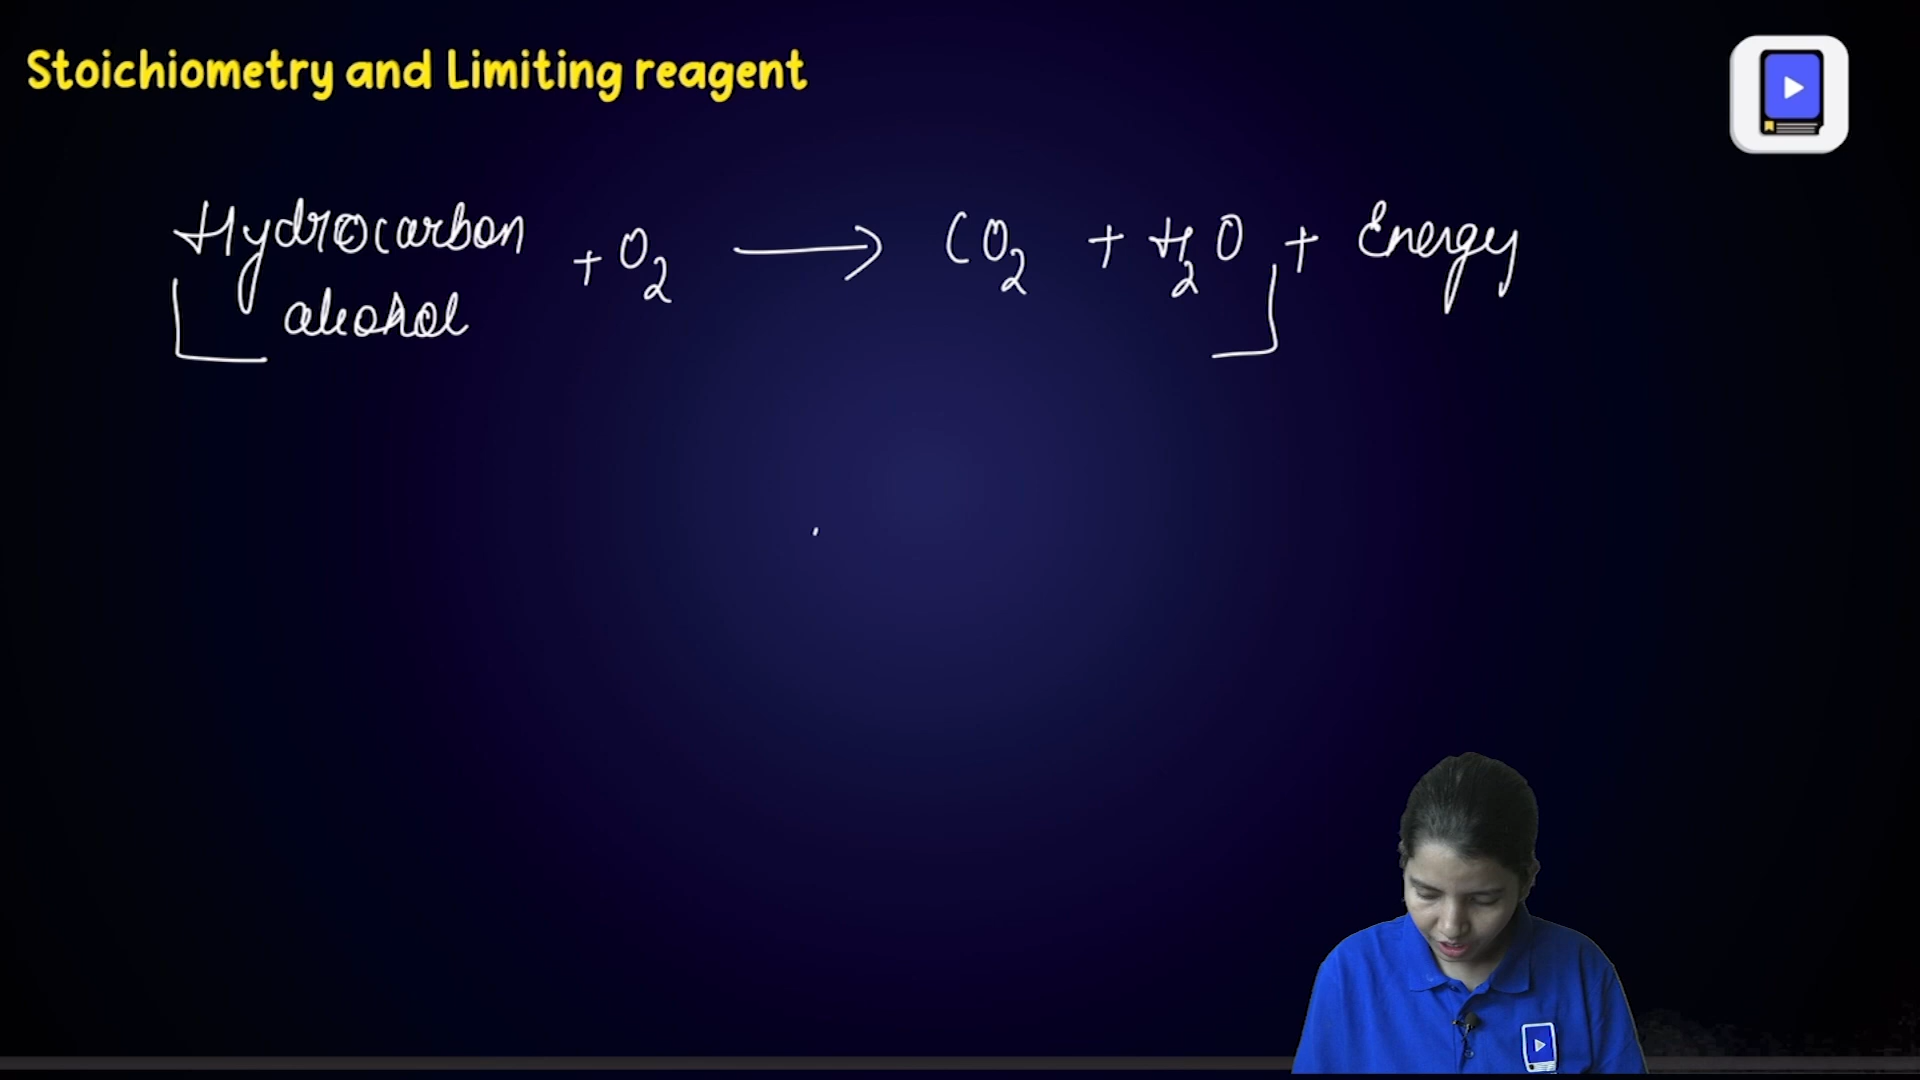 Stoichiometry and Limiting reagent
Hydrocarbon + O2 ⟶ CO2 + H2O + Energy
alcohol